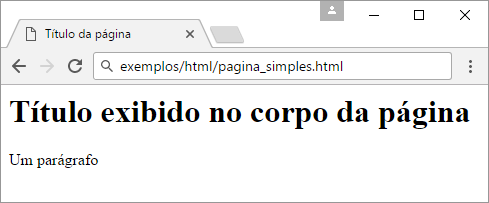 Título da página
exemplos/html/pagina_simples.html
Título exibido no corpo da página
Um parágrafo